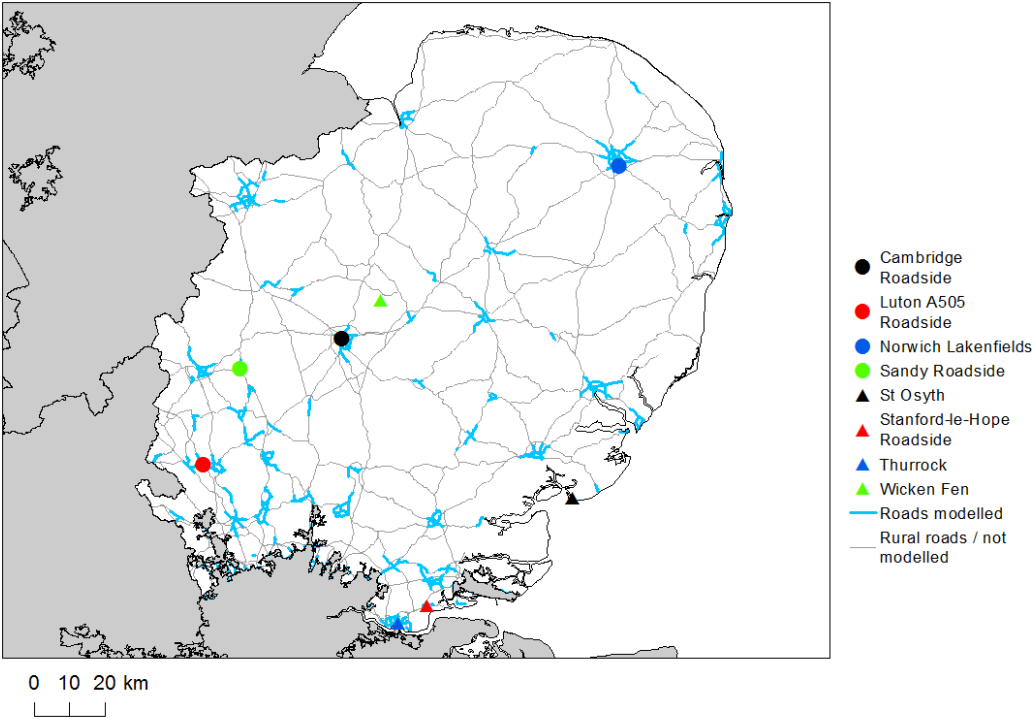 Cambridge
Roadside
Luton A505
Roadside
Norwich Lakenfields
Sandy Roadside
St Osyth
Stanford-le-Hope
Roadside
Thurrock
Wicken Fen
Roads modelled
Rural roads / not
modelled
0 10 20 km